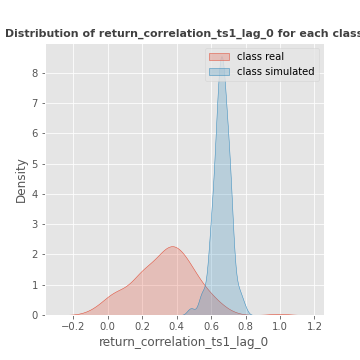 Distribution of return_correlation_ts1_lag_0 for each class
class real
class simulated
8
7
6
5
4
3
2
1
0
Density
−0.2 0.0 0.2 0.4 0.6 0.8 1.0 1.2
return_correlation_ts1_lag_0